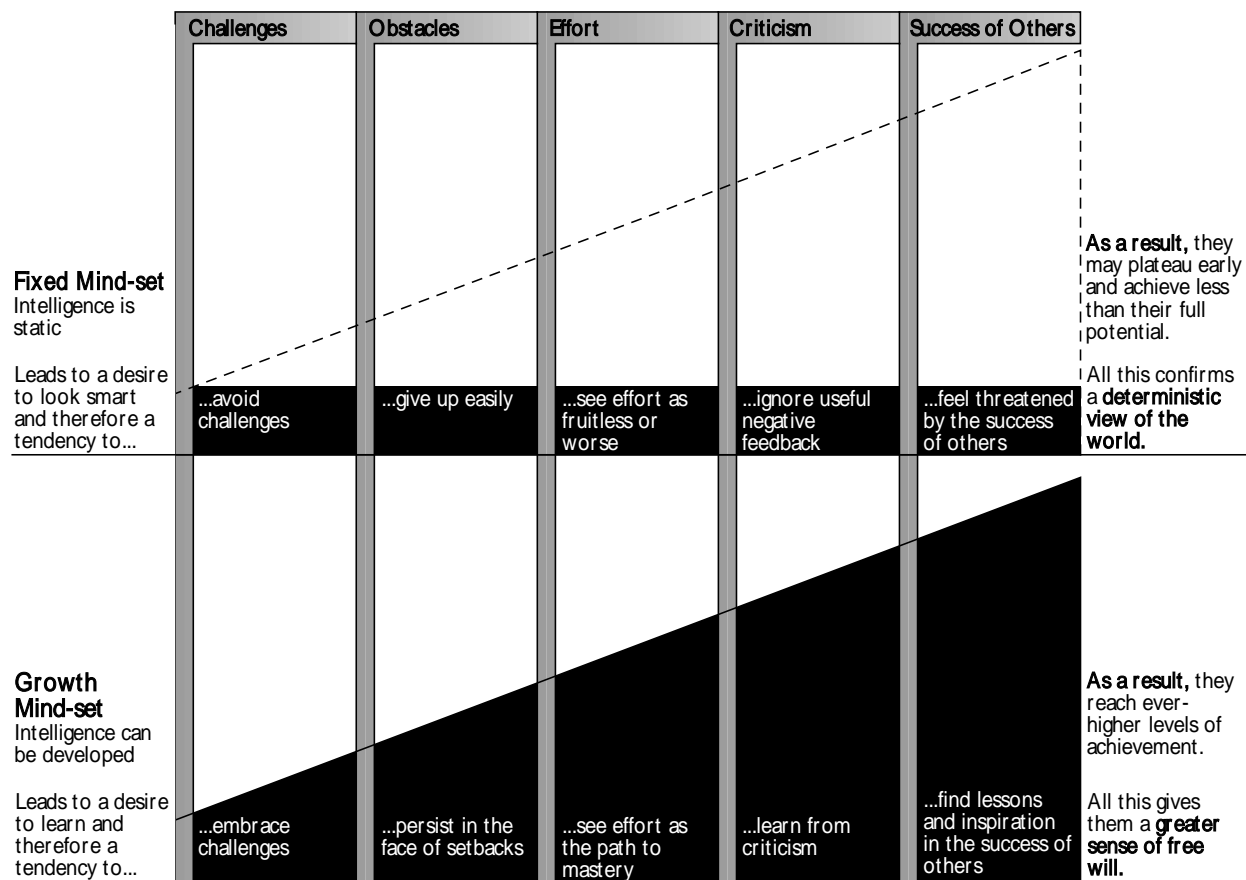 Challenges
Obstacles
Effort
Criticism
Success of Others
Fixed Mind-set
Intelligence is
static
Leads to a desire
to look smart
and therefore a
tendency to...
...avoid
challenges
...give up easily
...see effort as
fruitless or
worse
...ignore useful
negative
feedback
...feel threatened
by the success
of others
As a result, they
may plateau early
and achieve less
than their full
potential.
All this confirms
a deterministic
view of the
world.
Growth
Mind-set
Intelligence can
be developed
Leads to a desire
to learn and
therefore a
tendency to...
...embrace
challenges
...persist in the
face of setbacks
...see effort as
the path to
mastery
...learn from
criticism
...find lessons
and inspiration
in the success of
others
As a result, they
reach ever-
higher levels of
achievement.
All this gives
them a greater
sense of free
will.